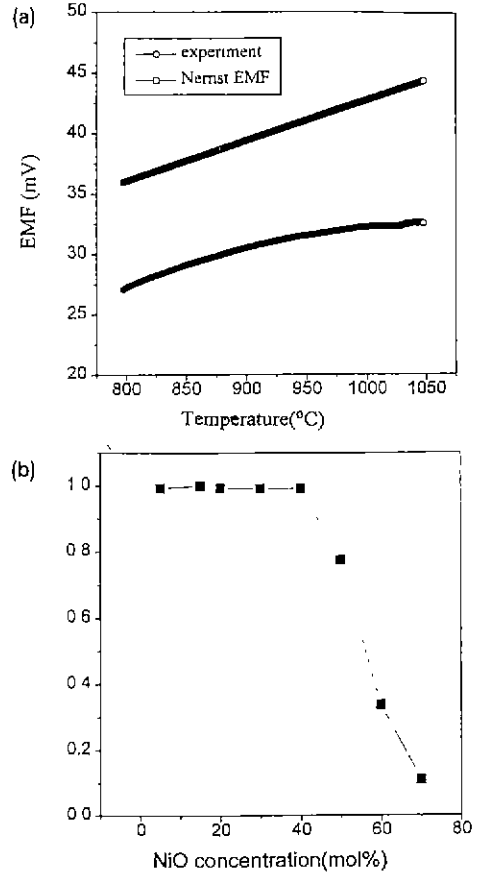 (a)
50
45
40
35
30
25
20
EMF (mV)
experiment
Nernst EMF
800 850 900 950 1000 1050
Temperature(°C)
(b)
1 0
0.8
0 6
0 4
0.2
0 0
0 20 40 60 80
NiO concentration(mol%)